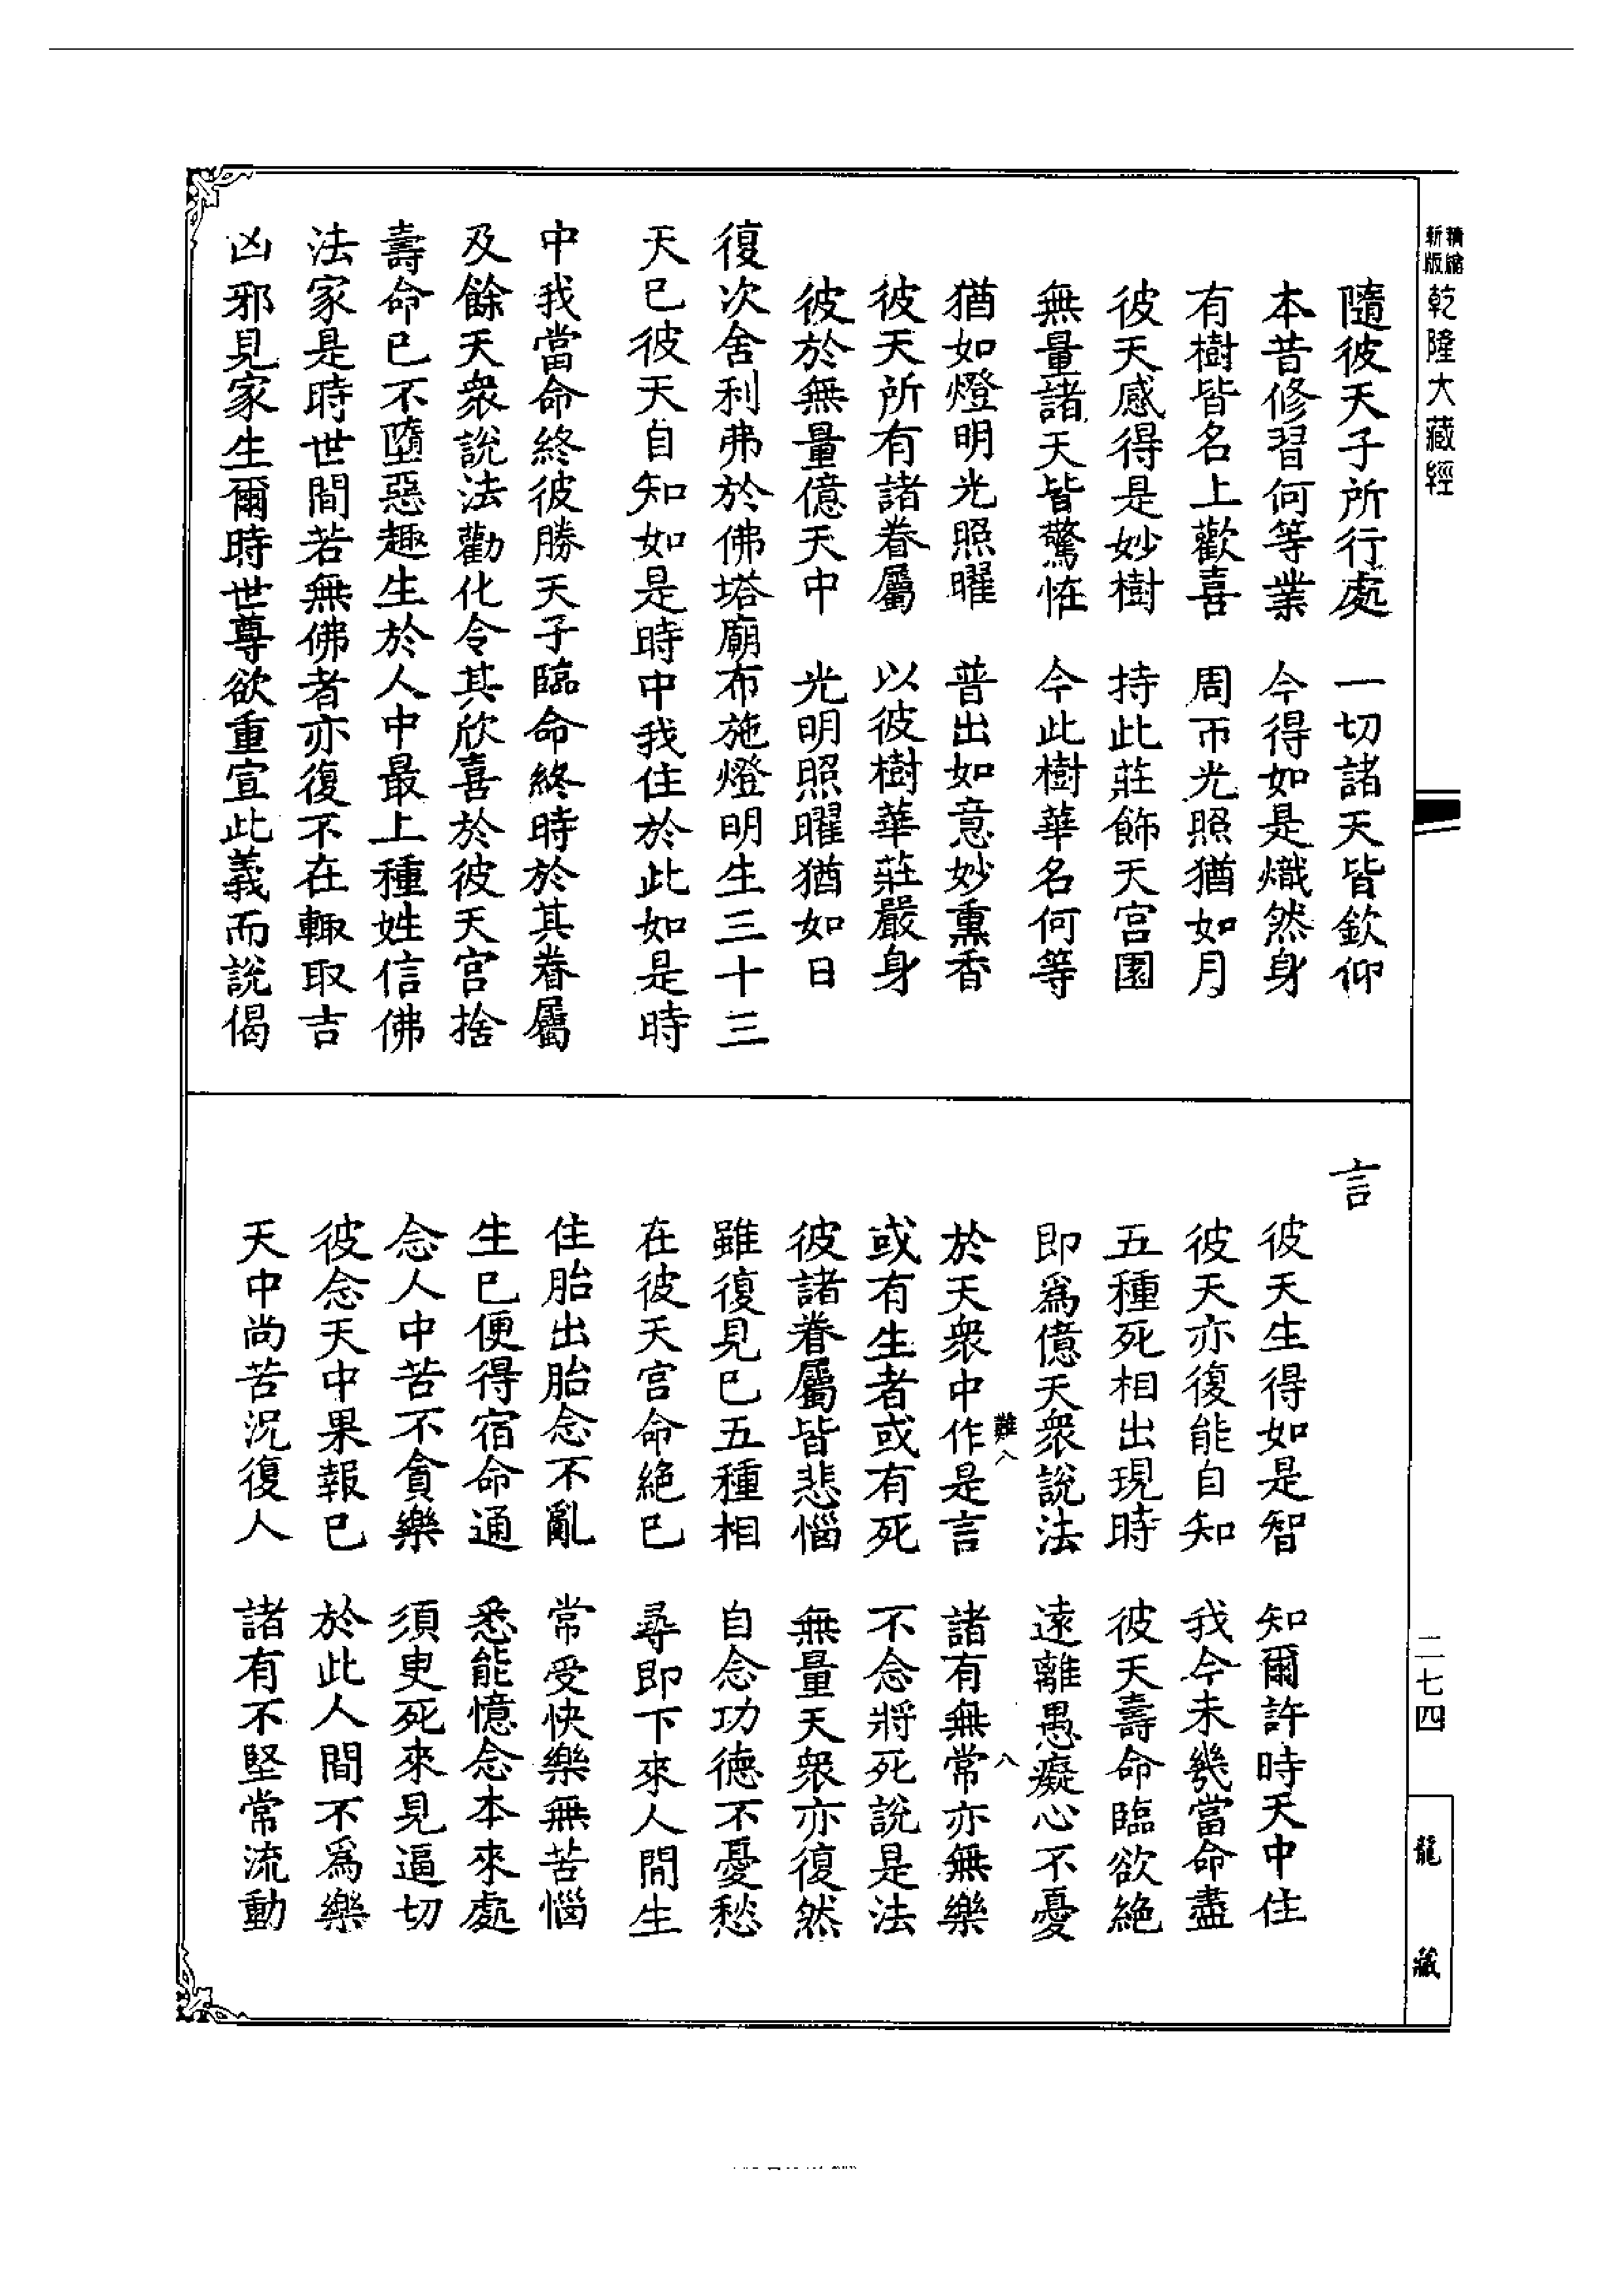 精縮新版乾隆大藏經
隨彼天子所行處　一切諸天皆欽仰
本昔修習何等業　今得如是熾然身
有樹皆名上歡喜　周帀光照猶如月
彼天感得是妙樹　持此莊飾天宮園
無量諸天皆驚恠　今此樹華名何等
猶如燈明光照曜　普出如意妙熏香
彼天所有諸眷屬　以彼樹華莊嚴身
彼於無量億天中　光明照曜猶如日
復次舍利弗於佛塔廟布施燈明生三十三
天已彼天自知如是時中我住於此如是時
中我當命終彼勝天子臨命終時於其眷屬
及餘天衆說法勸化令其欣喜於彼天宮捨
壽命已不墮惡趣生於人中最上種姓信佛
法家是時世間若無佛者亦復不在輙取吉
凶邪見家生爾時世尊欲重宣此義而說偈
言
彼天生得如是智　知爾許時天中住
彼天亦復能自知　我今未幾當命盡
五種死相出現時　彼天壽命臨欲絶
即爲億天衆說法　遠離愚癡心不憂
難八　八
於天衆中作是言　諸有無常亦無樂
或有生者或有死　不念將死說是法
彼諸眷屬皆悲惱　無量天衆亦復然
雖復見已五種相　自念功德不憂愁
在彼天宮命絶已　尋即下來人間生
住胎出胎念不亂　常受快樂無苦惱
生已便得宿命通　悉能憶念本來處
念人中苦不貪樂　須臾死來見逼切
彼念天中果報已　於此人間不爲樂
天中尚苦況復人　諸有不堅常流動
二七四
龍藏